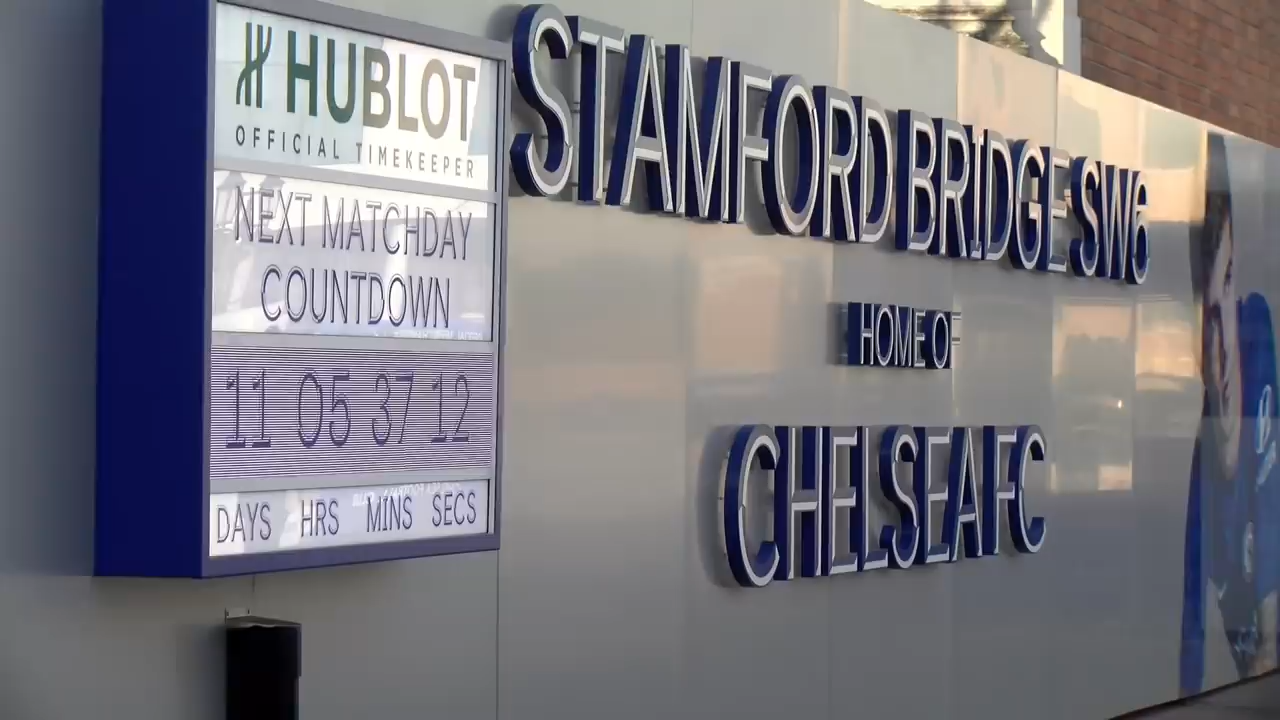 HUBLOT
OFFICIAL TIMEKEEPER
NEXT MATCHDAY
COUNTDOWN
11 05 37 12
DAYS HRS MINS SECS
STAMFORD BRIDGE SW6
HOME OF
CHELSEA FC